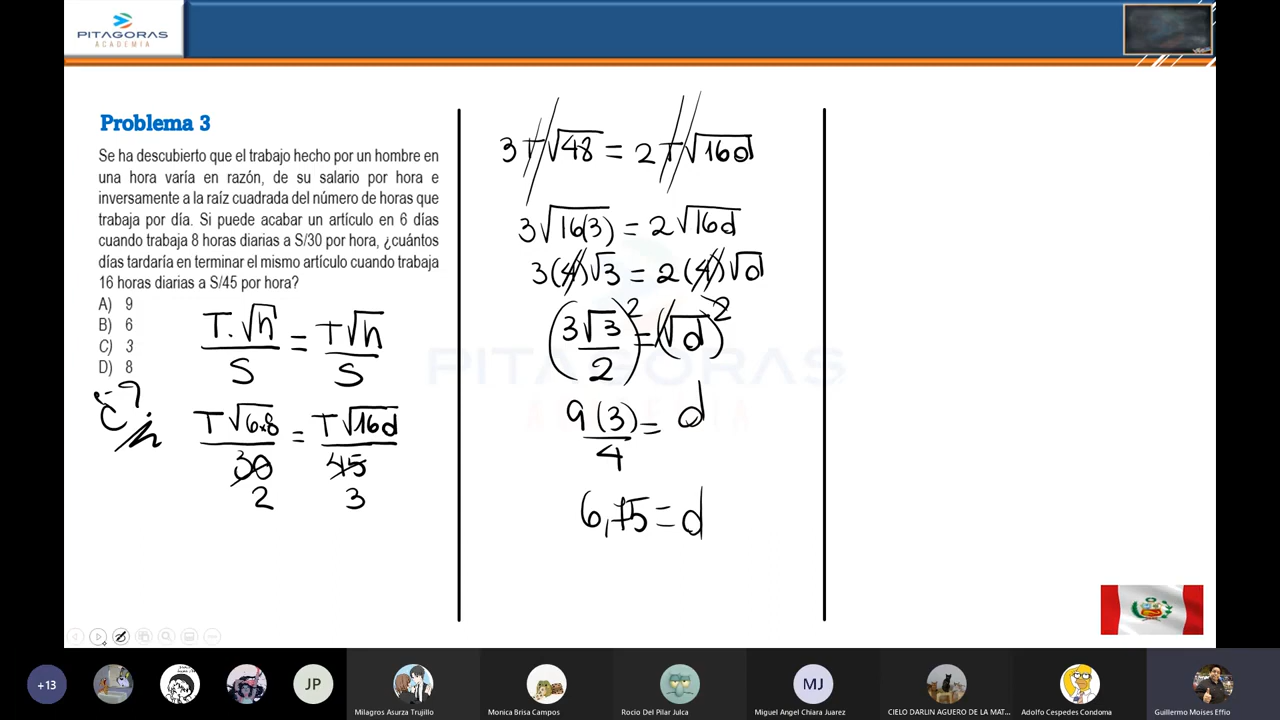 PITAGORAS
ACADEMIA
Problema 3
Se ha descubierto que el trabajo hecho por un hombre en
una hora varía en razón, de su salario por hora e
inversamente a la raíz cuadrada del número de horas que
trabaja por día. Si puede acabar un artículo en 6 días
cuando trabaja 8 horas diarias a S/30 por hora, ¿cuántos
días tardaría en terminar el mismo artículo cuando trabaja
16 horas diarias a S/45 por hora?
A) 9
B) 6
C) 3
D) 8
T.√h/S = T√h/S
T√6x8/30 = T√16d/45
2 3
3T√48 = 2T√16d
3√16(3) = 2√16d
3(4)√3 = 2(4)√d
(3√3/2)² = (√d)²
9(3)/4 = d
6,75 = d
PITAGORAS
ACADEMIA
+13
JP
Milagros Asurza Trujillo
Monica Brisa Campos
Rocio Del Pilar Julca
MJ
Miguel Angel Chiara Juarez
CIELO DARLIN AGUERO DE LA MAT...
Adolfo Cespedes Condoma
Guillermo Moises Effio